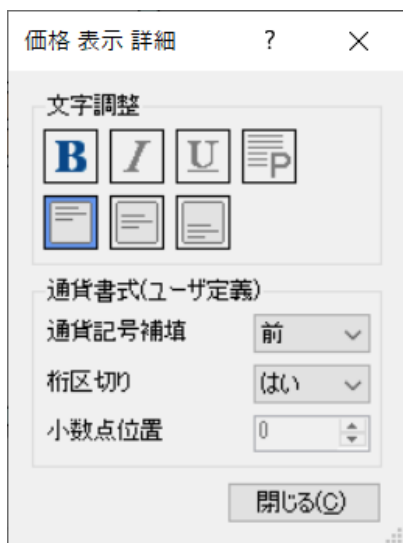 価格 表示 詳細 ?
文字調整
B I U P
通貨書式(ユーザ定義)
通貨記号補填 前
桁区切り はい
小数点位置 0
閉じる(C)